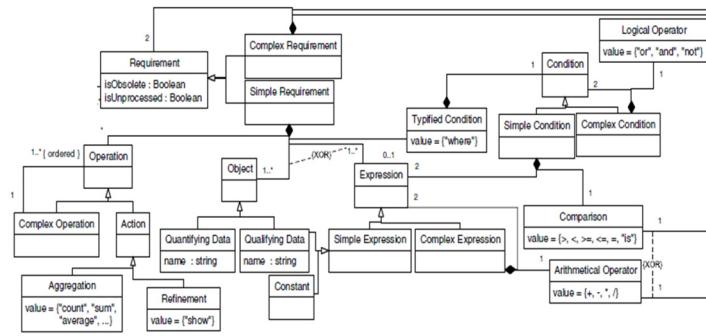 Complex Requirement
Logical Operator
value = {"or", "and", "not"}
2
Requirement
isObsolete : Boolean
isUnprocessed : Boolean
Simple Requirement
1
Condition
2
1
Typified Condition
value = {"where"}
Simple Condition
Complex Condition
*
1..* { ordered }
Operation
Object
1..*
{XOR}
1..*
0..1
Expression
2
2
1
1
Complex Operation
Action
Quantifying Data
name : string
Qualifying Data
name : string
Simple Expression
Complex Expression
Comparison
value = {>, <, >=, <=, =, "is"}
1
Constant
1
Arithmetical Operator
value = {+, -, *, /}
{XOR}
1
Aggregation
value = {"count", "sum",
"average", ...}
Refinement
value = {"show"}